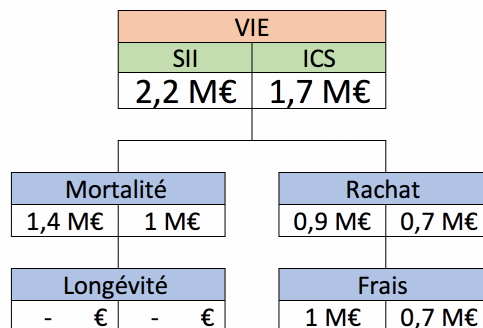 VIE
SII ICS
2,2 M€ 1,7 M€
Mortalité Rachat
1,4 M€ 1 M€ 0,9 M€ 0,7 M€
Longévité Frais
- € - € 1 M€ 0,7 M€